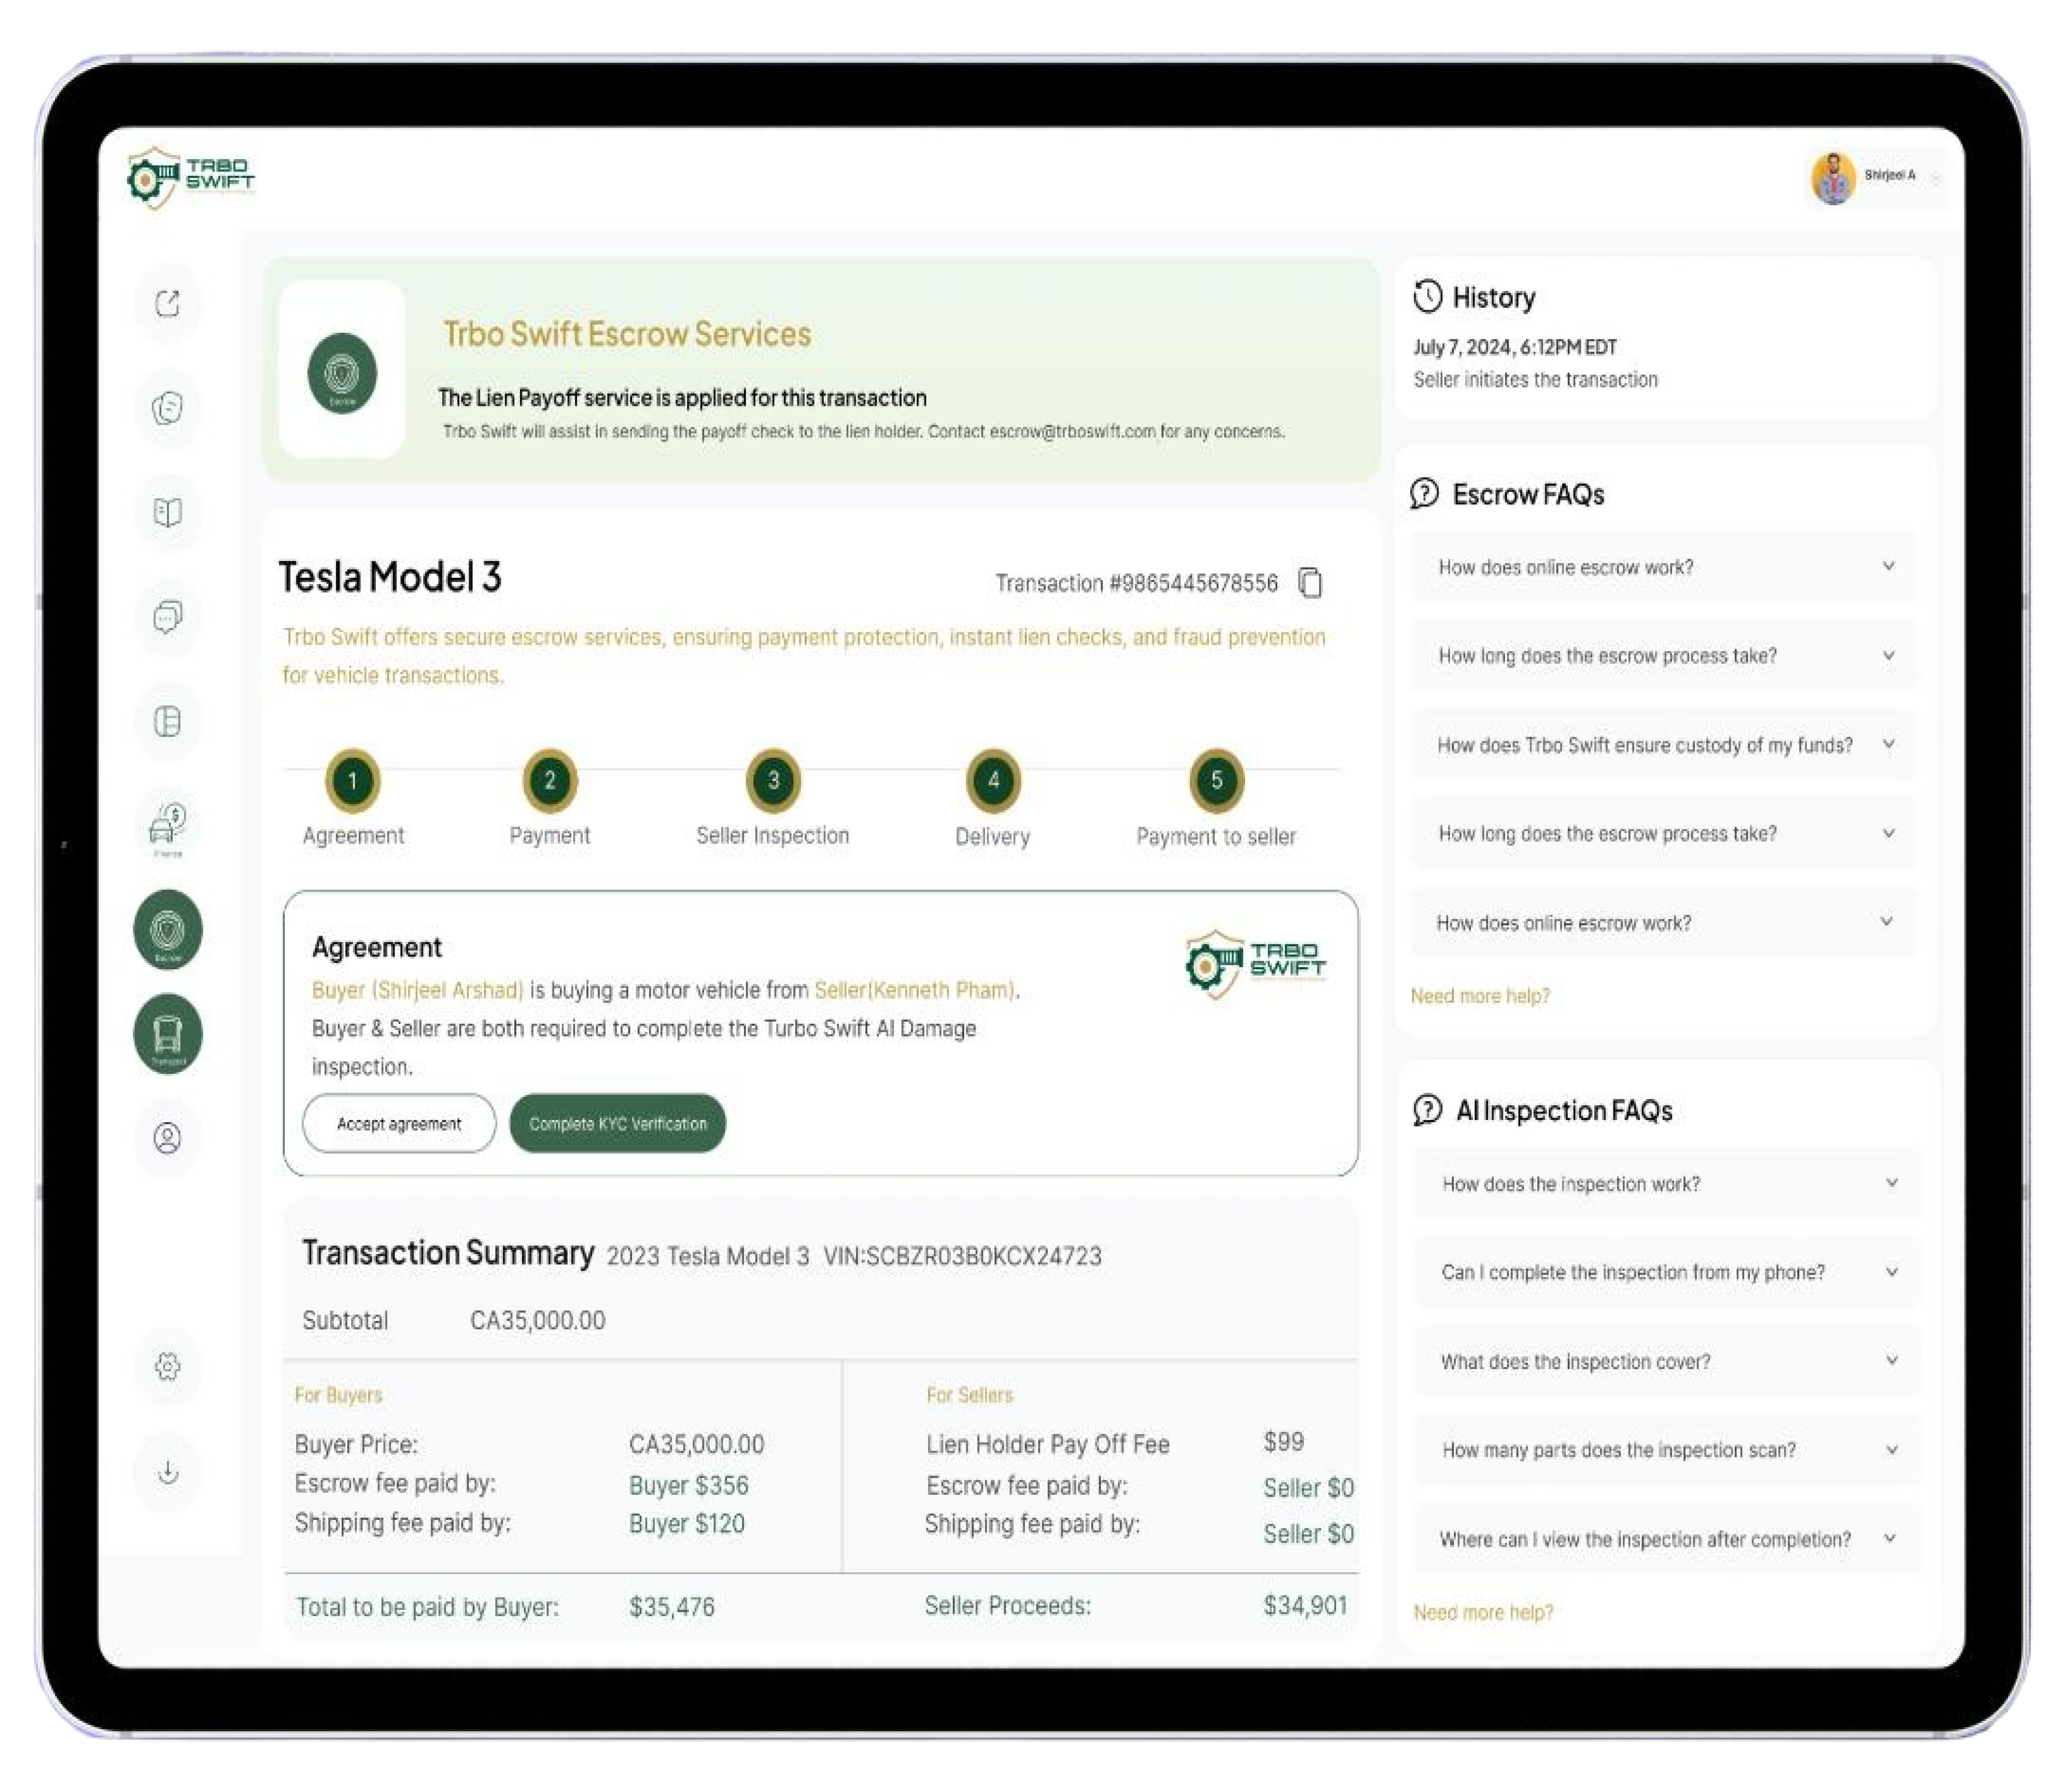 TRBO
SWIFT
Shirjeel A
Trbo Swift Escrow Services
The Lien Payoff service is applied for this transaction
Trbo Swift will assist in sending the payoff check to the lien holder. Contact escrow@trboswift.com for any concerns.
Escrow
Tesla Model 3
Transaction #9865445678556
Trbo Swift offers secure escrow services, ensuring payment protection, instant lien checks, and fraud prevention
for vehicle transactions.
1
2
3
4
5
Agreement
Payment
Seller Inspection
Delivery
Payment to seller
Finance
Escrow
Transport
Agreement
Buyer (Shirjeel Arshad) is buying a motor vehicle from Seller(Kenneth Pham).
Buyer & Seller are both required to complete the Turbo Swift AI Damage
inspection.
TRBO
SWIFT
Accept agreement
Complete KYC Verification
Transaction Summary 2023 Tesla Model 3 VIN:SCBZR03B0KCX24723
Subtotal CA35,000.00
For Buyers
Buyer Price: CA35,000.00
Escrow fee paid by: Buyer $356
Shipping fee paid by: Buyer $120
Total to be paid by Buyer: $35,476
For Sellers
Lien Holder Pay Off Fee $99
Escrow fee paid by: Seller $0
Shipping fee paid by: Seller $0
Seller Proceeds: $34,901
History
July 7, 2024, 6:12PM EDT
Seller initiates the transaction
Escrow FAQs
How does online escrow work?
How long does the escrow process take?
How does Trbo Swift ensure custody of my funds?
How long does the escrow process take?
How does online escrow work?
Need more help?
AI Inspection FAQs
How does the inspection work?
Can I complete the inspection from my phone?
What does the inspection cover?
How many parts does the inspection scan?
Where can I view the inspection after completion?
Need more help?